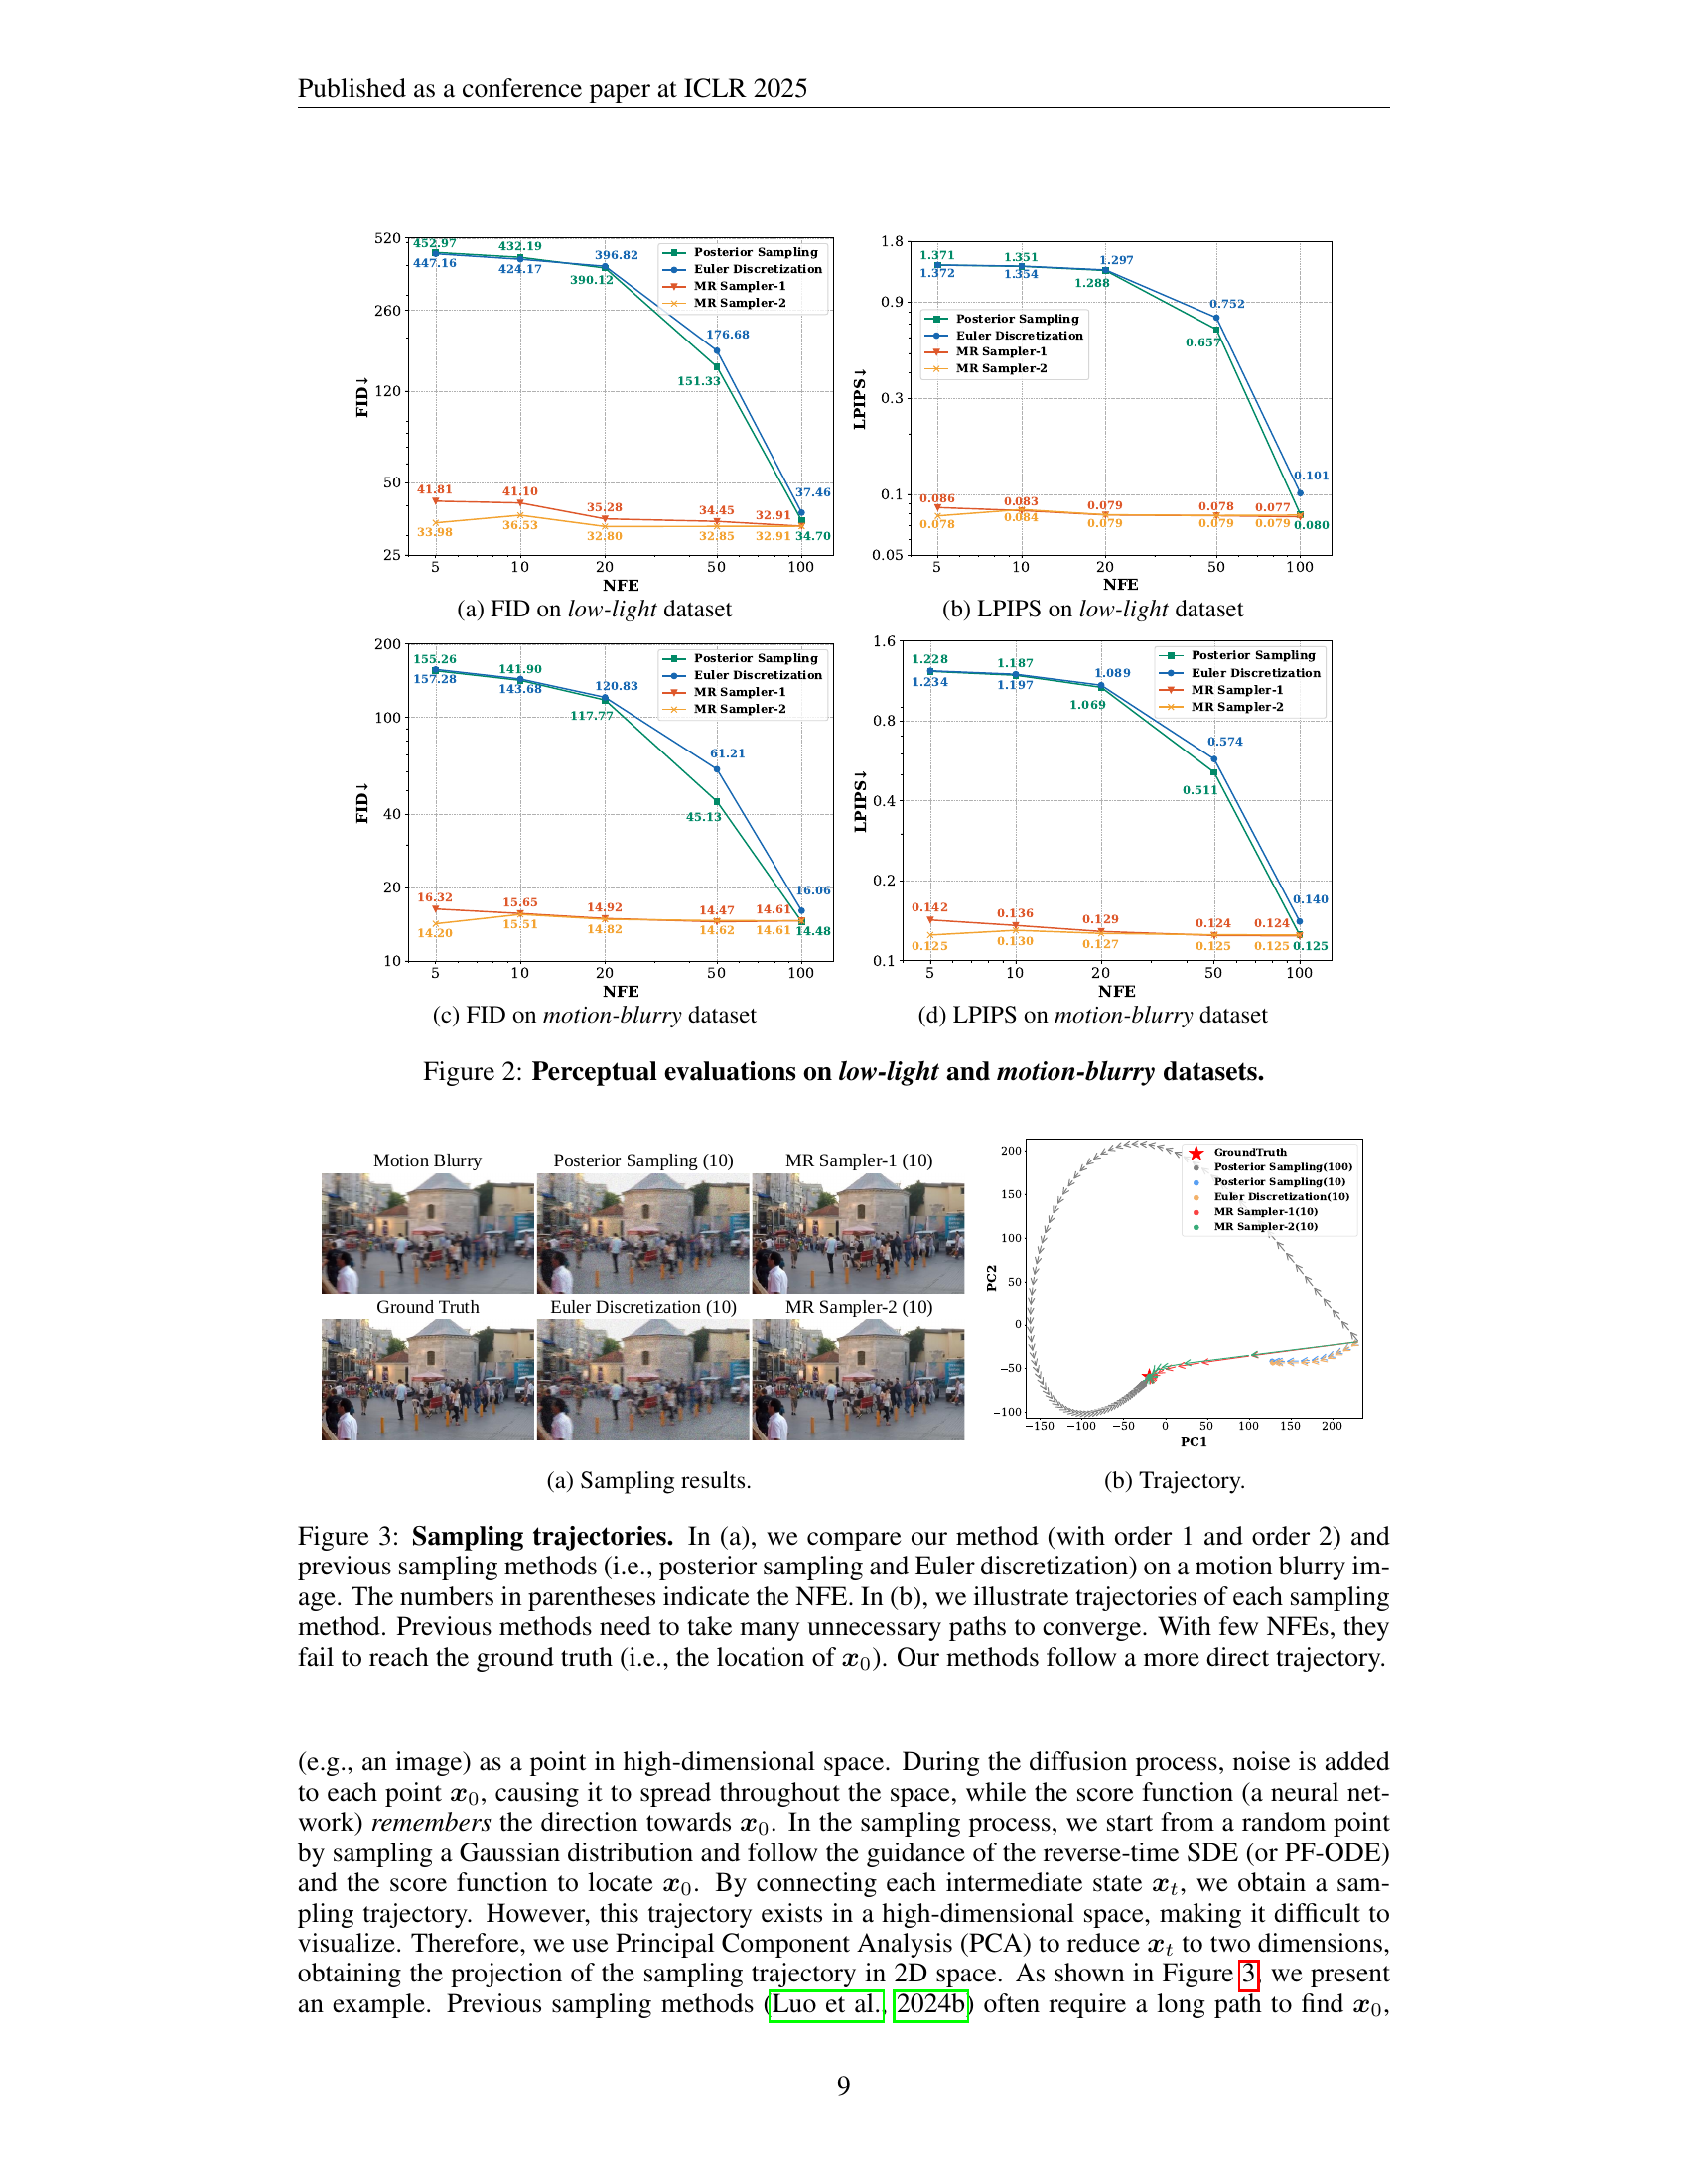 Published as a conference paper at ICLR 2025
520
260
120
50
25
FID↓
452.97
432.19
396.82
447.16
424.17
390.12
176.68
151.33
37.46
41.81
41.10
35.28
34.45
32.91
33.98
36.53
32.80
32.85
32.91
34.70
Posterior Sampling
Euler Discretization
MR Sampler-1
MR Sampler-2
5 10 20 50 100
NFE
(a) FID on low-light dataset
1.8
0.9
0.3
0.1
0.05
LPIPS↓
1.371
1.351
1.297
1.372
1.354
1.288
0.752
0.657
0.101
0.086
0.083
0.079
0.078
0.077
0.078
0.084
0.079
0.079
0.079
0.080
Posterior Sampling
Euler Discretization
MR Sampler-1
MR Sampler-2
5 10 20 50 100
NFE
(b) LPIPS on low-light dataset
200
100
40
20
10
FID↓
155.26
141.90
120.83
157.28
143.68
117.77
61.21
45.13
16.06
16.32
15.65
14.92
14.47
14.61
14.20
15.51
14.82
14.62
14.61
14.48
Posterior Sampling
Euler Discretization
MR Sampler-1
MR Sampler-2
5 10 20 50 100
NFE
(c) FID on motion-blurry dataset
1.6
0.8
0.4
0.2
0.1
LPIPS↓
1.228
1.187
1.089
1.234
1.197
1.069
0.574
0.511
0.140
0.142
0.136
0.129
0.124
0.124
0.125
0.130
0.127
0.125
0.125
0.125
Posterior Sampling
Euler Discretization
MR Sampler-1
MR Sampler-2
5 10 20 50 100
NFE
(d) LPIPS on motion-blurry dataset
Figure 2: Perceptual evaluations on low-light and motion-blurry datasets.
Motion Blurry
Posterior Sampling (10)
MR Sampler-1 (10)
Ground Truth
Euler Discretization (10)
MR Sampler-2 (10)
(a) Sampling results.
200
150
100
50
0
−50
−100
PC2
GroundTruth
Posterior Sampling(100)
Posterior Sampling(10)
Euler Discretization(10)
MR Sampler-1(10)
MR Sampler-2(10)
−150 −100 −50 0 50 100 150 200
PC1
(b) Trajectory.
Figure 3: Sampling trajectories. In (a), we compare our method (with order 1 and order 2) and
previous sampling methods (i.e., posterior sampling and Euler discretization) on a motion blurry im-
age. The numbers in parentheses indicate the NFE. In (b), we illustrate trajectories of each sampling
method. Previous methods need to take many unnecessary paths to converge. With few NFEs, they
fail to reach the ground truth (i.e., the location of x₀). Our methods follow a more direct trajectory.
(e.g., an image) as a point in high-dimensional space. During the diffusion process, noise is added
to each point x₀, causing it to spread throughout the space, while the score function (a neural net-
work) remembers the direction towards x₀. In the sampling process, we start from a random point
by sampling a Gaussian distribution and follow the guidance of the reverse-time SDE (or PF-ODE)
and the score function to locate x₀. By connecting each intermediate state xₜ, we obtain a sam-
pling trajectory. However, this trajectory exists in a high-dimensional space, making it difficult to
visualize. Therefore, we use Principal Component Analysis (PCA) to reduce xₜ to two dimensions,
obtaining the projection of the sampling trajectory in 2D space. As shown in Figure 3, we present
an example. Previous sampling methods (Luo et al., 2024b) often require a long path to find x₀,
9